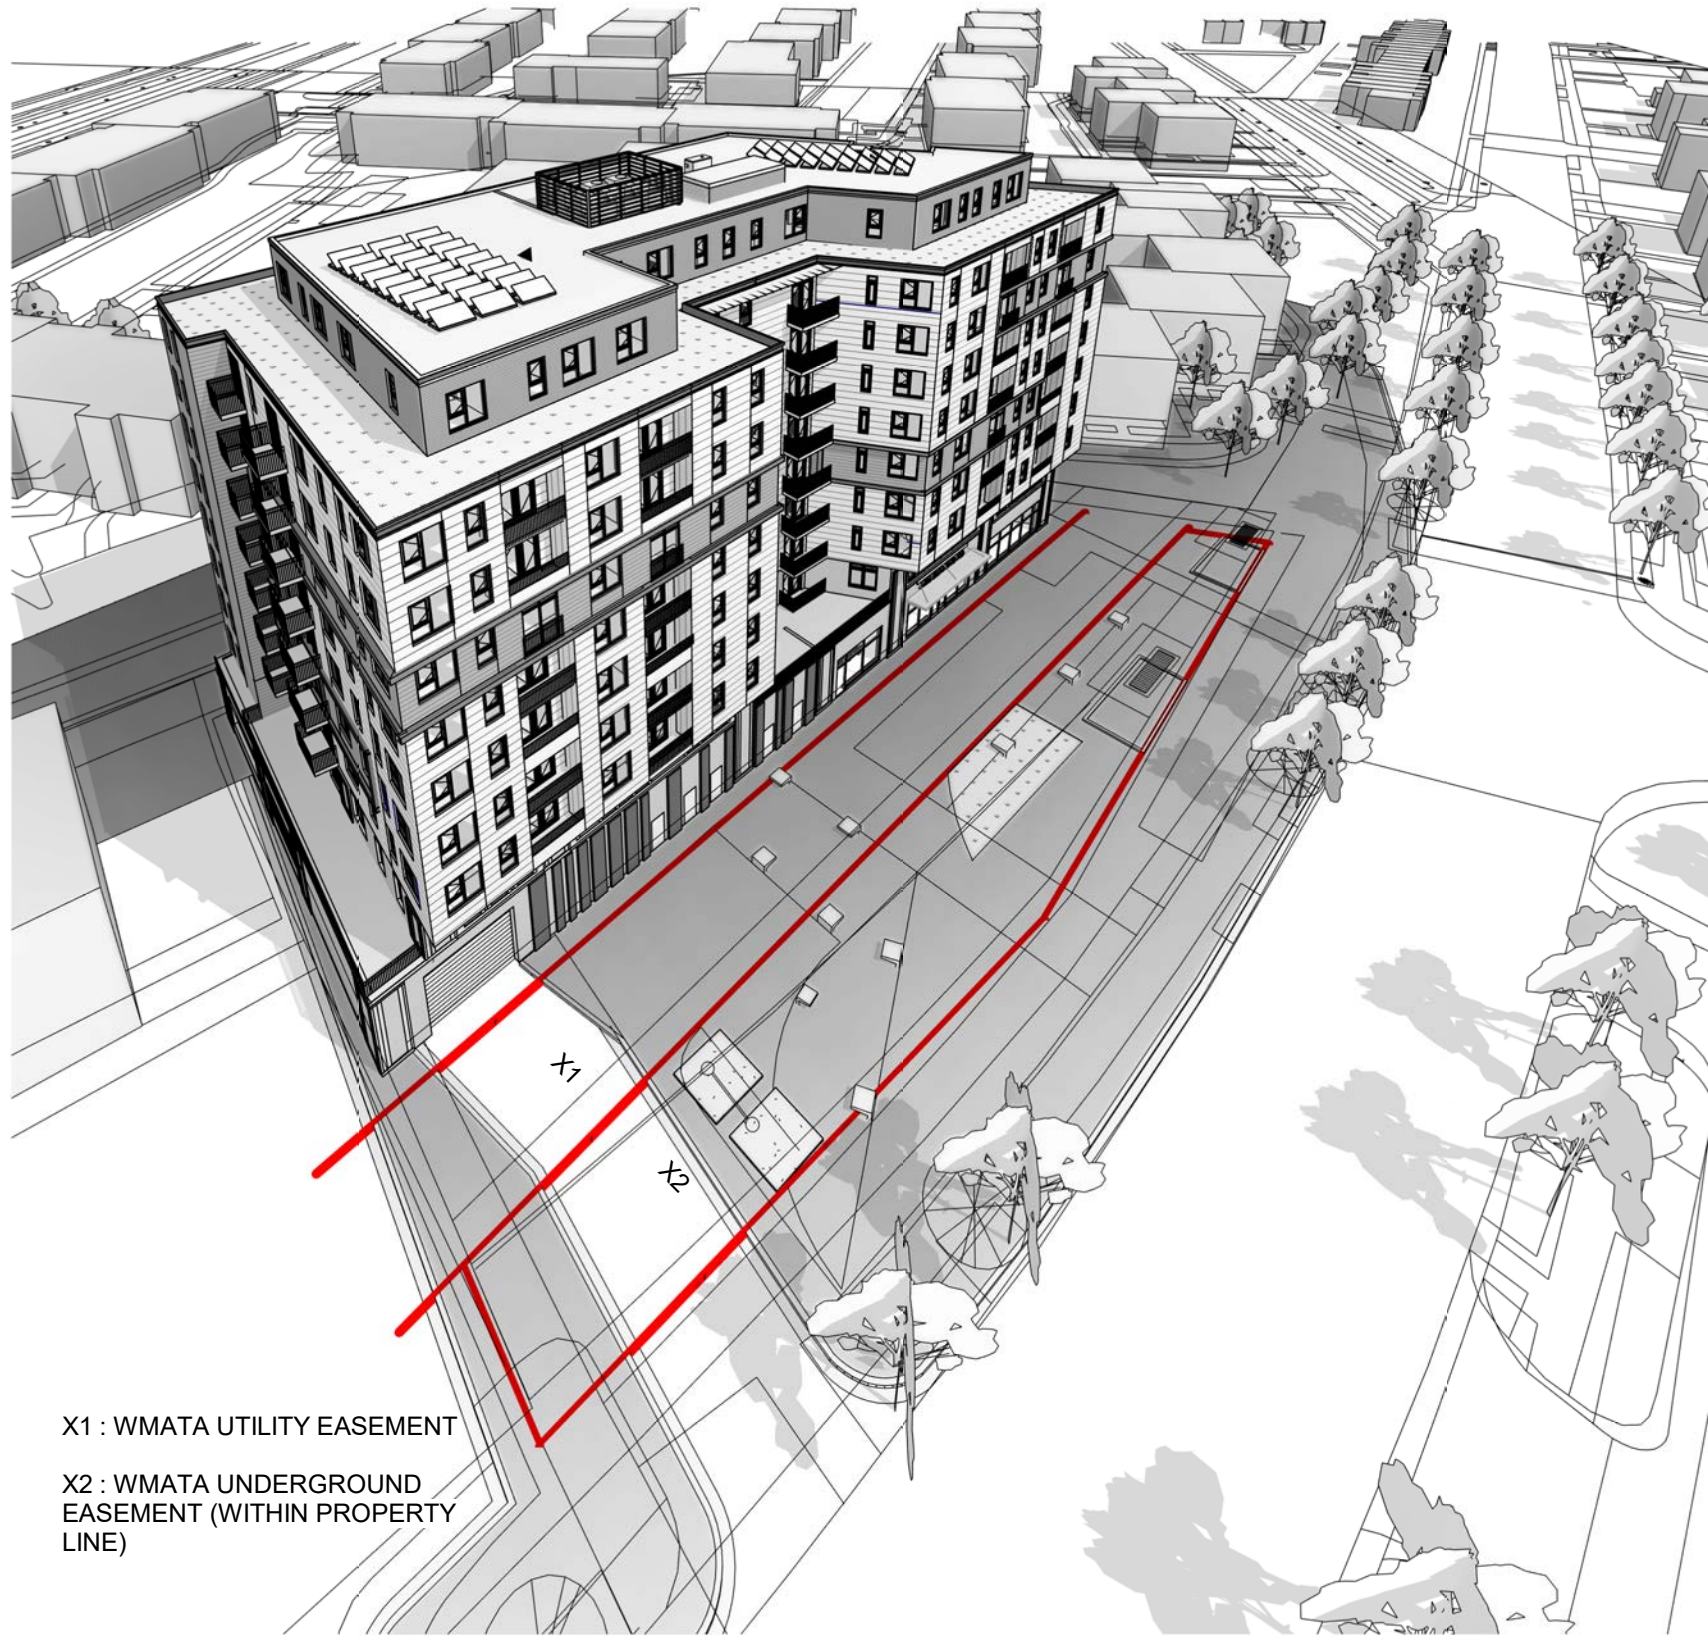 X1
X2
X1 : WMATA UTILITY EASEMENT
X2 : WMATA UNDERGROUND
EASEMENT (WITHIN PROPERTY
LINE)